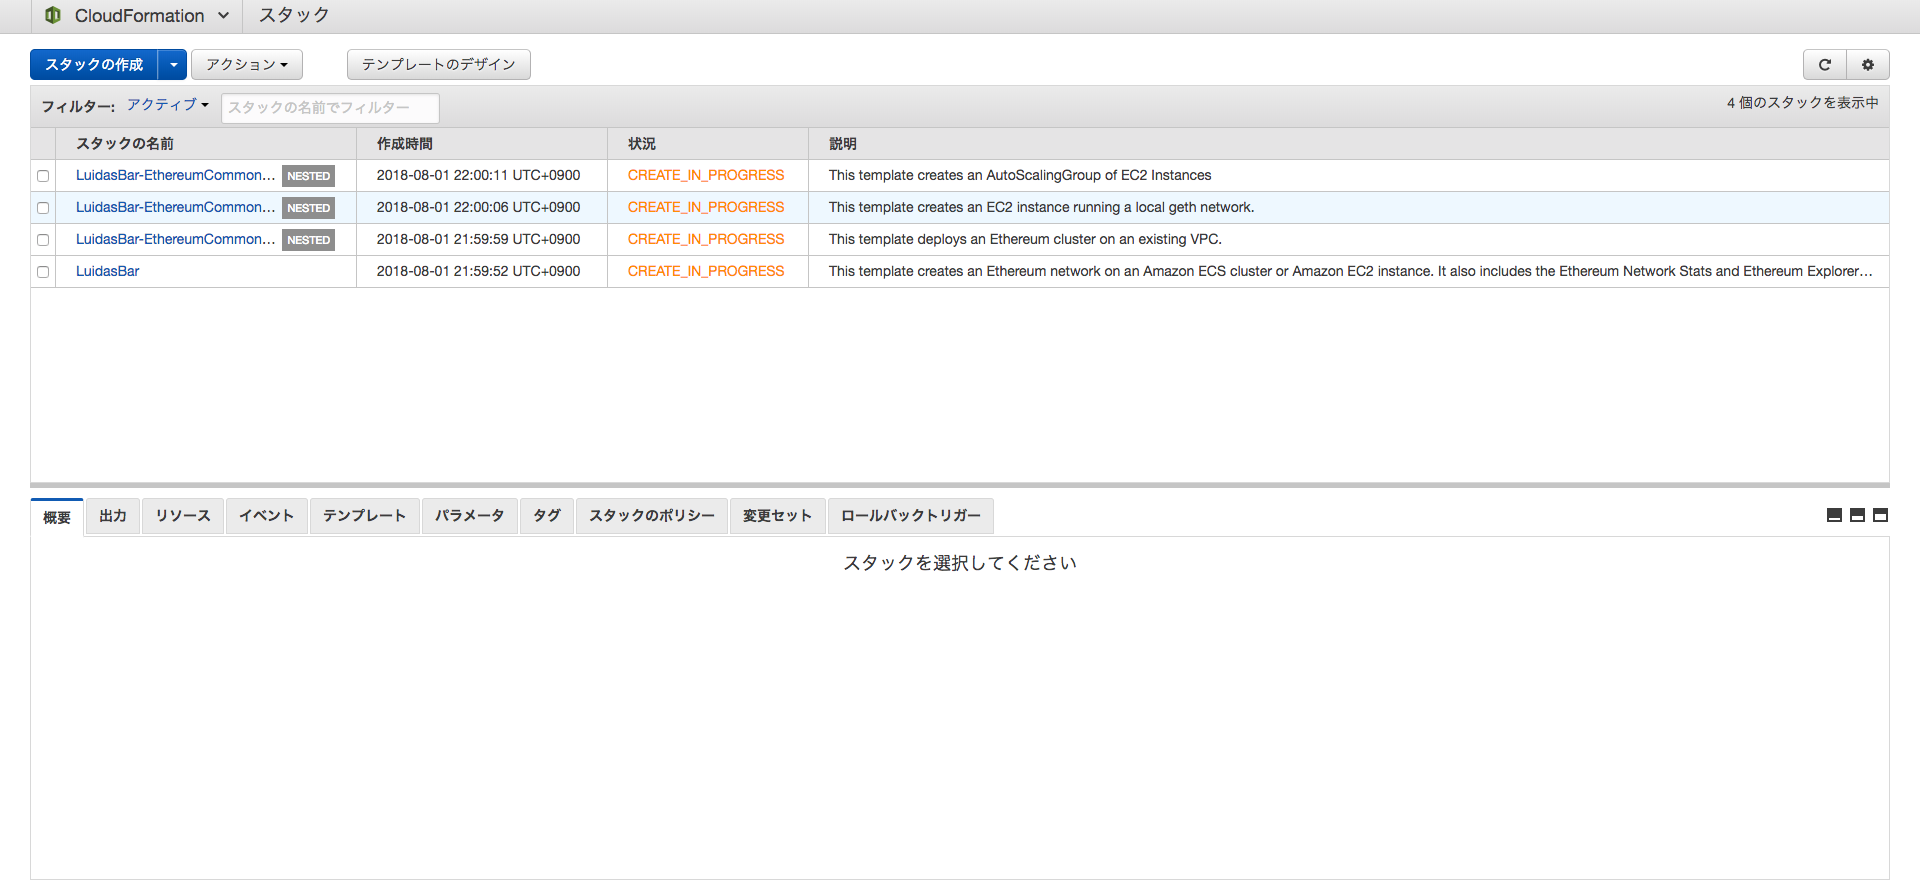 CloudFormation スタック
スタックの作成 アクション テンプレートのデザイン
フィルター: アクティブ スタックの名前でフィルター 4 個のスタックを表示中
スタックの名前 作成時間 状況 説明
LuidasBar-EthereumCommon... NESTED 2018-08-01 22:00:11 UTC+0900 CREATE_IN_PROGRESS This template creates an AutoScalingGroup of EC2 Instances
LuidasBar-EthereumCommon... NESTED 2018-08-01 22:00:06 UTC+0900 CREATE_IN_PROGRESS This template creates an EC2 instance running a local geth network.
LuidasBar-EthereumCommon... NESTED 2018-08-01 21:59:59 UTC+0900 CREATE_IN_PROGRESS This template deploys an Ethereum cluster on an existing VPC.
LuidasBar 2018-08-01 21:59:52 UTC+0900 CREATE_IN_PROGRESS This template creates an Ethereum network on an Amazon ECS cluster or Amazon EC2 instance. It also includes the Ethereum Network Stats and Ethereum Explorer...
概要 出力 リソース イベント テンプレート パラメータ タグ スタックのポリシー 変更セット ロールバックトリガー
スタックを選択してください